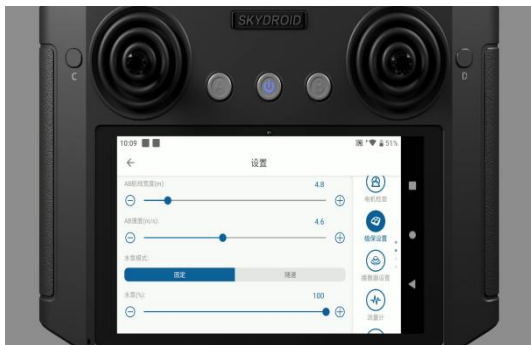 SKYDROID
C
D
10:09
51%
设置
AB航线宽度(m)
4.8
AB速度(m/s):
4.6
水泵模式:
固定
随速
水泵(%):
100
电机检查
植保设置
播撒器设置
流量计